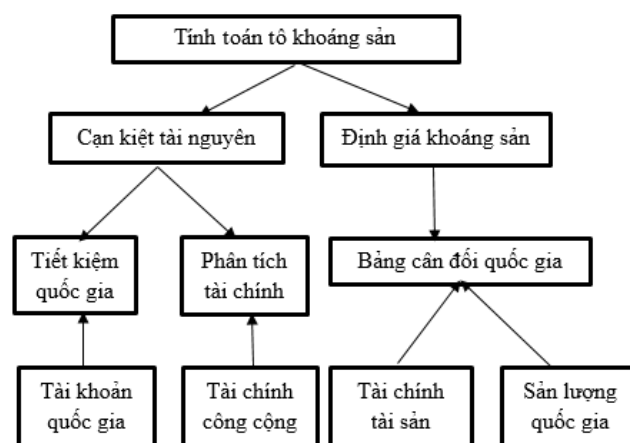 Tính toán tô khoáng sản
Cạn kiệt tài nguyên
Định giá khoáng sản
Tiết kiệm
quốc gia
Phân tích
tài chính
Bảng cân đối quốc gia
Tài khoản
quốc gia
Tài chính
công cộng
Tài chính
tài sản
Sản lượng
quốc gia